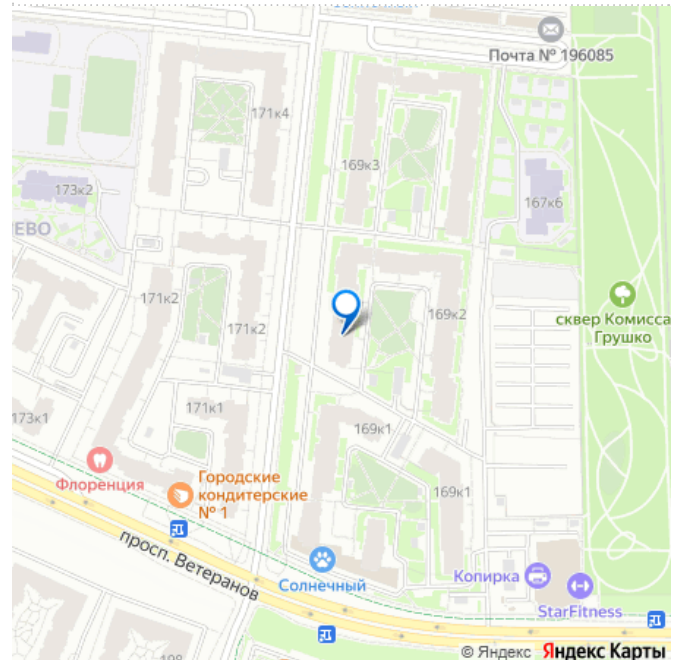 Почта № 196085
171к4
169к3
173к2
167к6
ЕВО
171к2
171к2
169к2
сквер Комисса
Грушко
171к1
173к1
169к1
169к1
Флоренция
Городские
кондитерские
№ 1
просп. Ветеранов
Солнечный
Копирка
StarFitness
© Яндекс Яндекс Карты